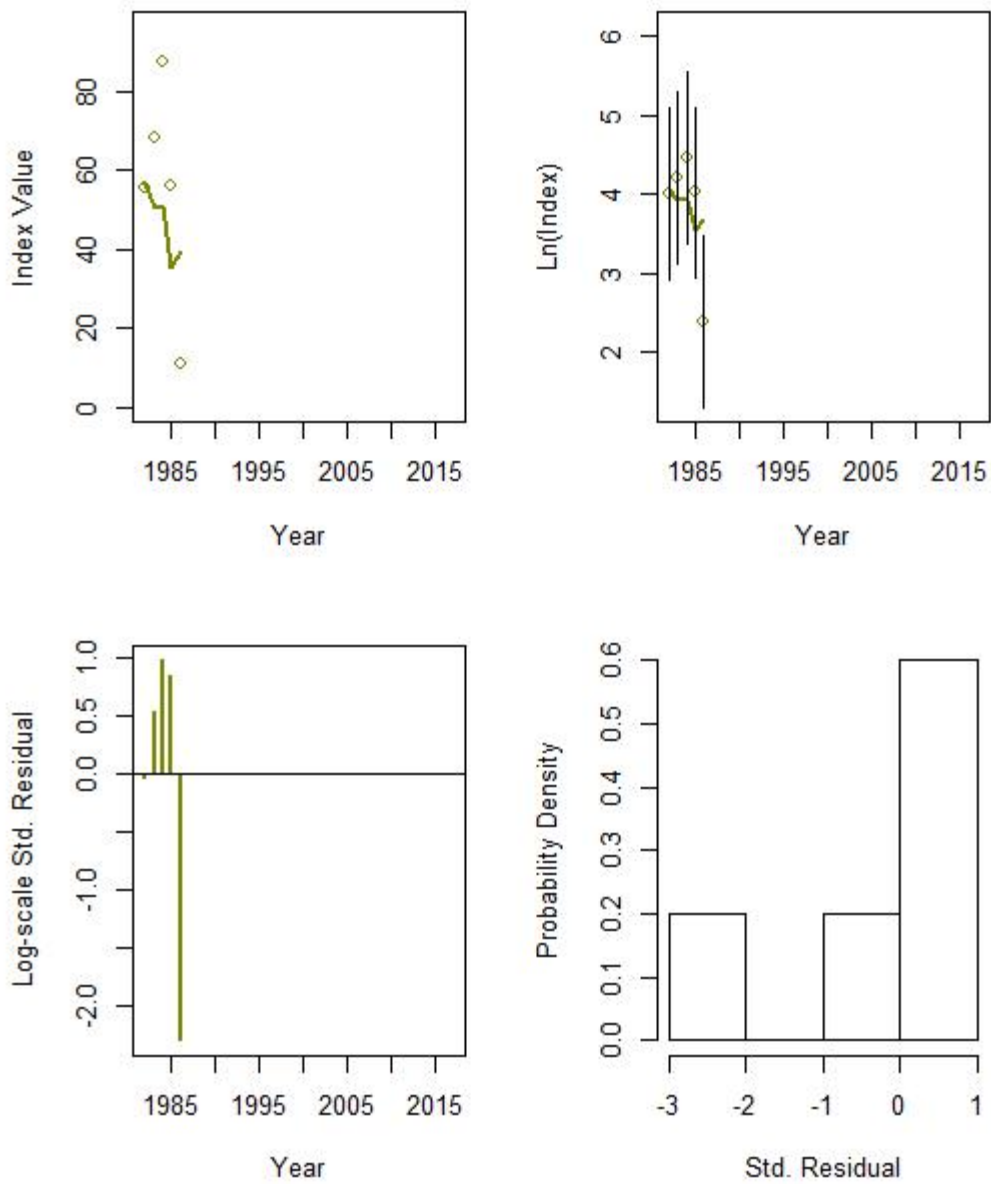 Index Value
80
60
40
20
0
1985 1995 2005 2015
Year
Ln(Index)
6
5
4
3
2
1985 1995 2005 2015
Year
Log-scale Std. Residual
1.0
0.5
0.0
-1.0
-2.0
1985 1995 2005 2015
Year
Probability Density
0.6
0.5
0.4
0.3
0.2
0.1
0.0
-3 -2 -1 0 1
Std. Residual